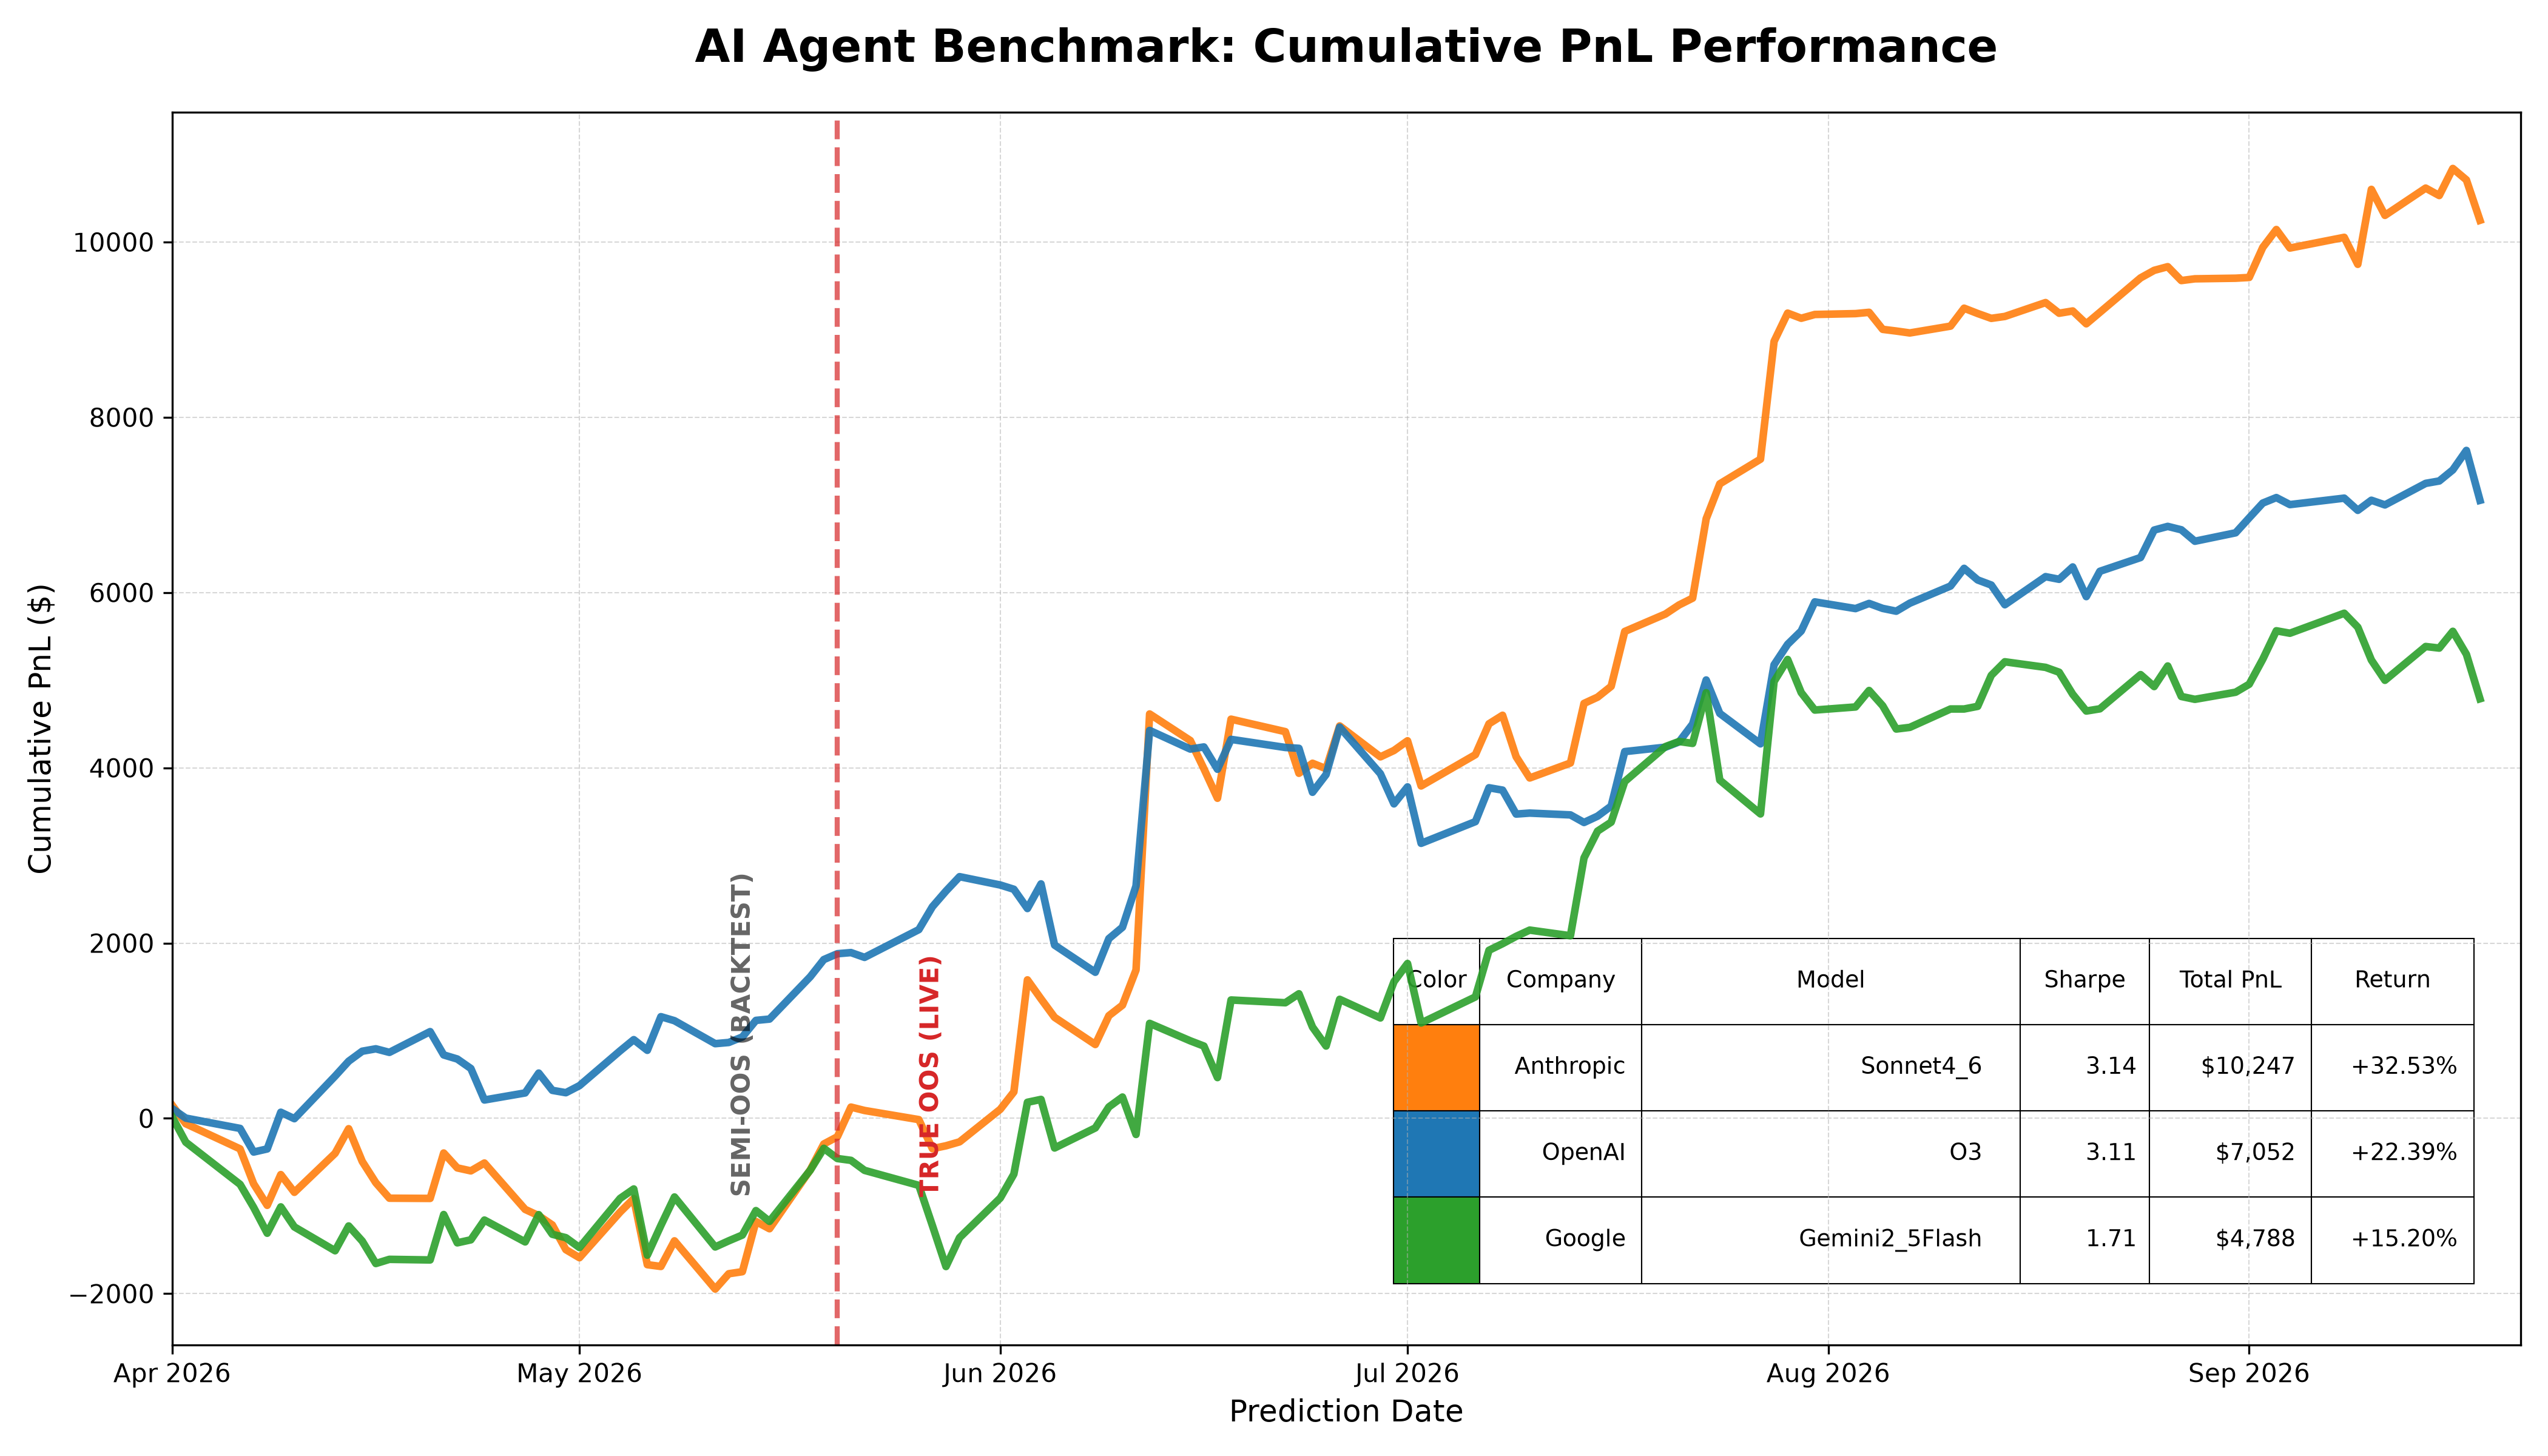 AI Agent Benchmark: Cumulative PnL Performance
Cumulative PnL ($)
10000
8000
6000
4000
2000
0
−2000
SEMI-OOS (BACKTEST)
TRUE OOS (LIVE)
Color Company Model Sharpe Total PnL Return
Anthropic Sonnet4_6 3.14 $10,247 +32.53%
OpenAI O3 3.11 $7,052 +22.39%
Google Gemini2_5Flash 1.71 $4,788 +15.20%
Apr 2026 May 2026 Jun 2026 Jul 2026 Aug 2026 Sep 2026
Prediction Date